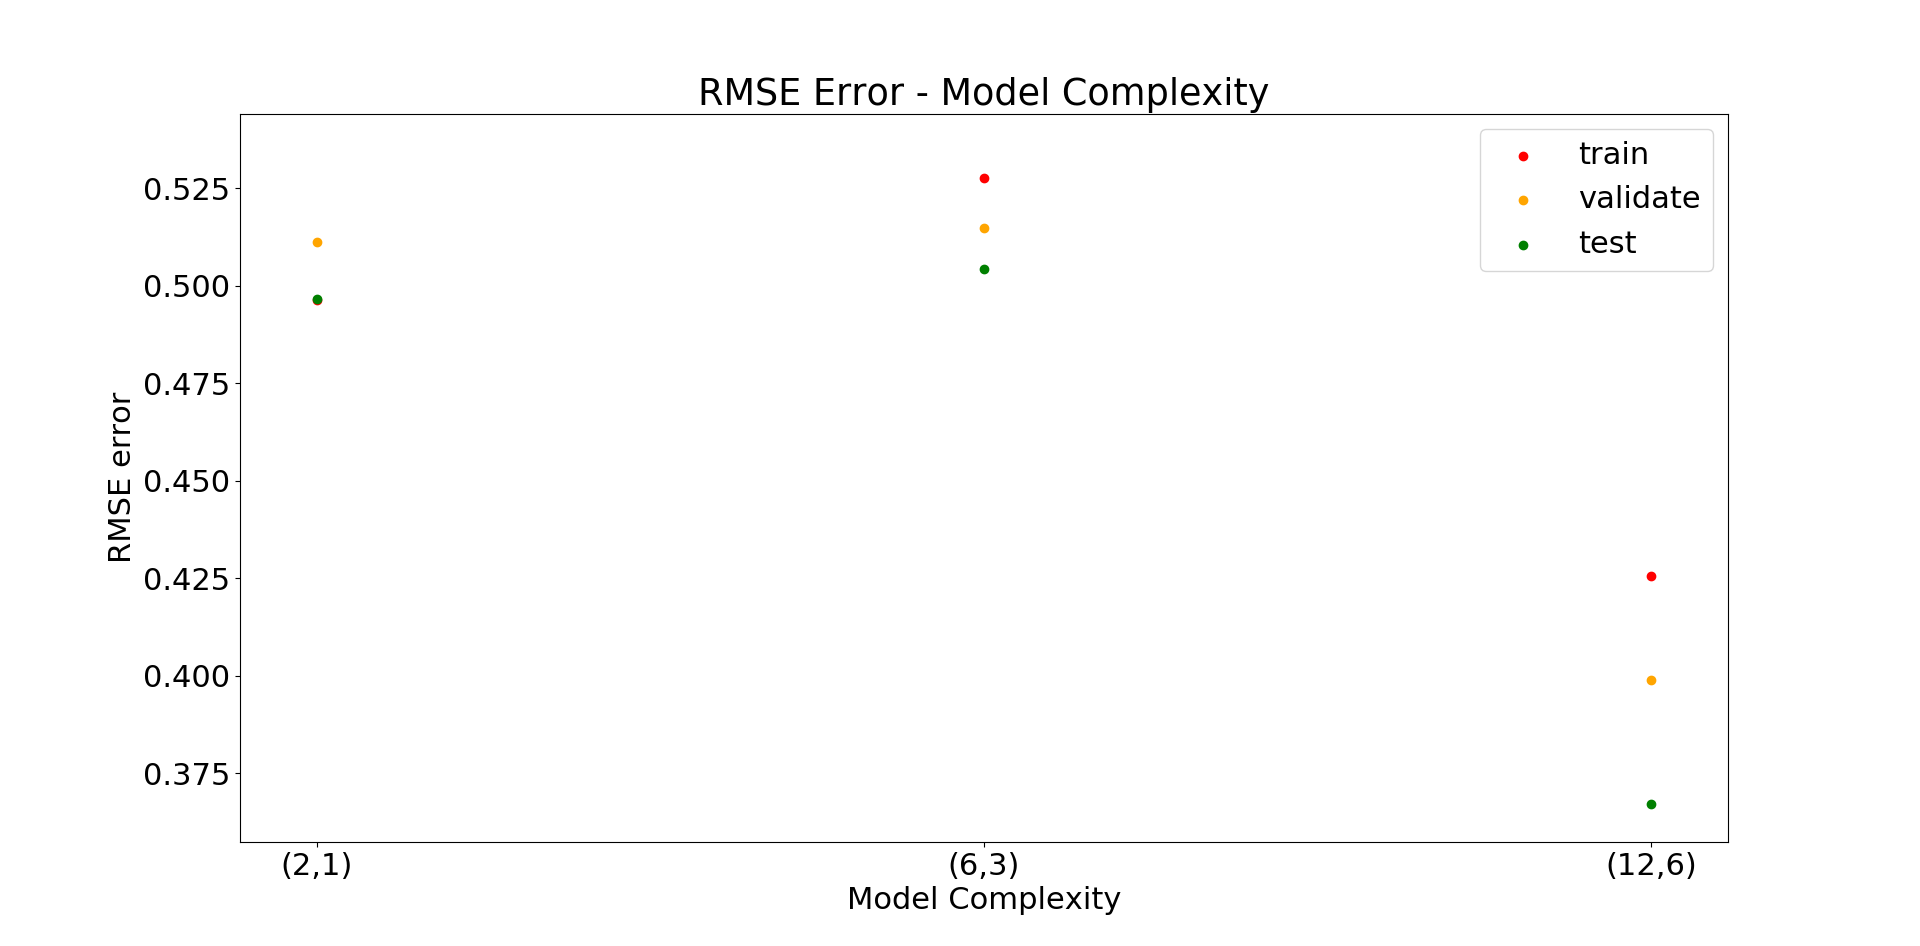 RMSE Error - Model Complexity
train
validate
test
0.525
0.500
0.475
0.450
0.425
0.400
0.375
RMSE error
(2,1)
(6,3)
(12,6)
Model Complexity